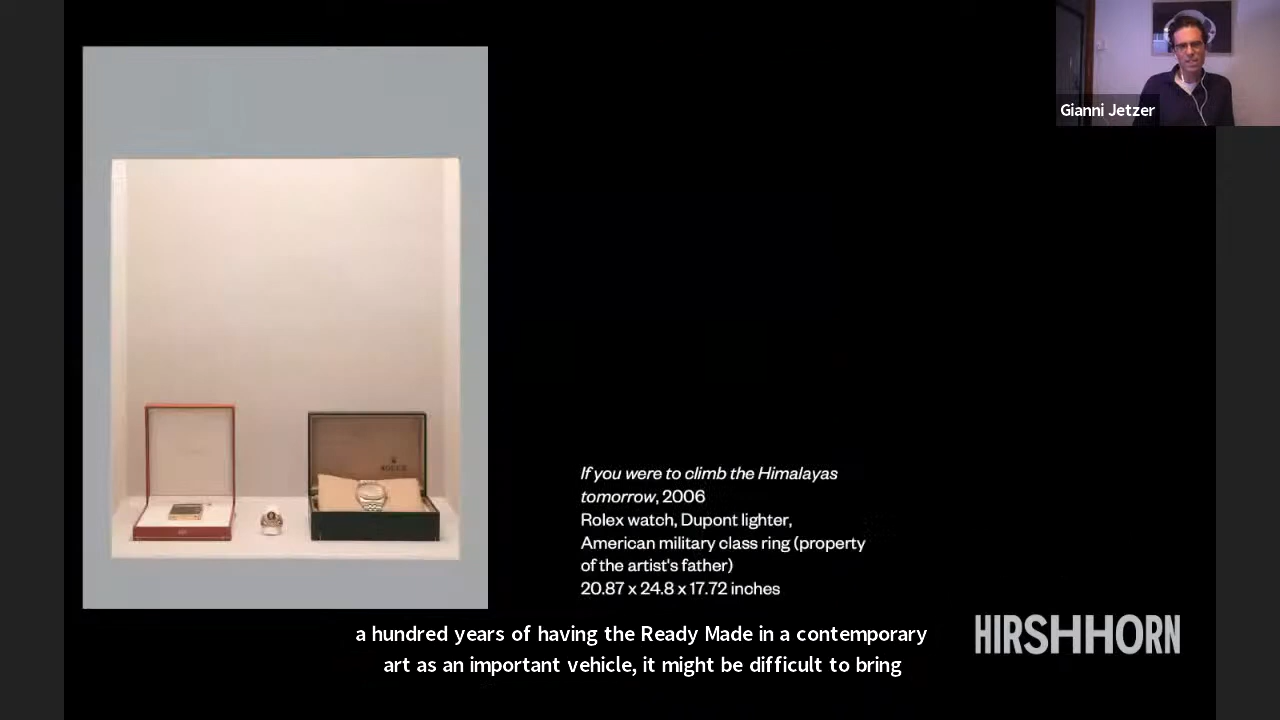 Gianni Jetzer
ROLEX
If you were to climb the Himalayas
tomorrow, 2006
Rolex watch, Dupont lighter,
American military class ring (property
of the artist's father)
20.87 x 24.8 x 17.72 inches
HIRSHHORN
a hundred years of having the Ready Made in a contemporary
art as an important vehicle, it might be difficult to bring